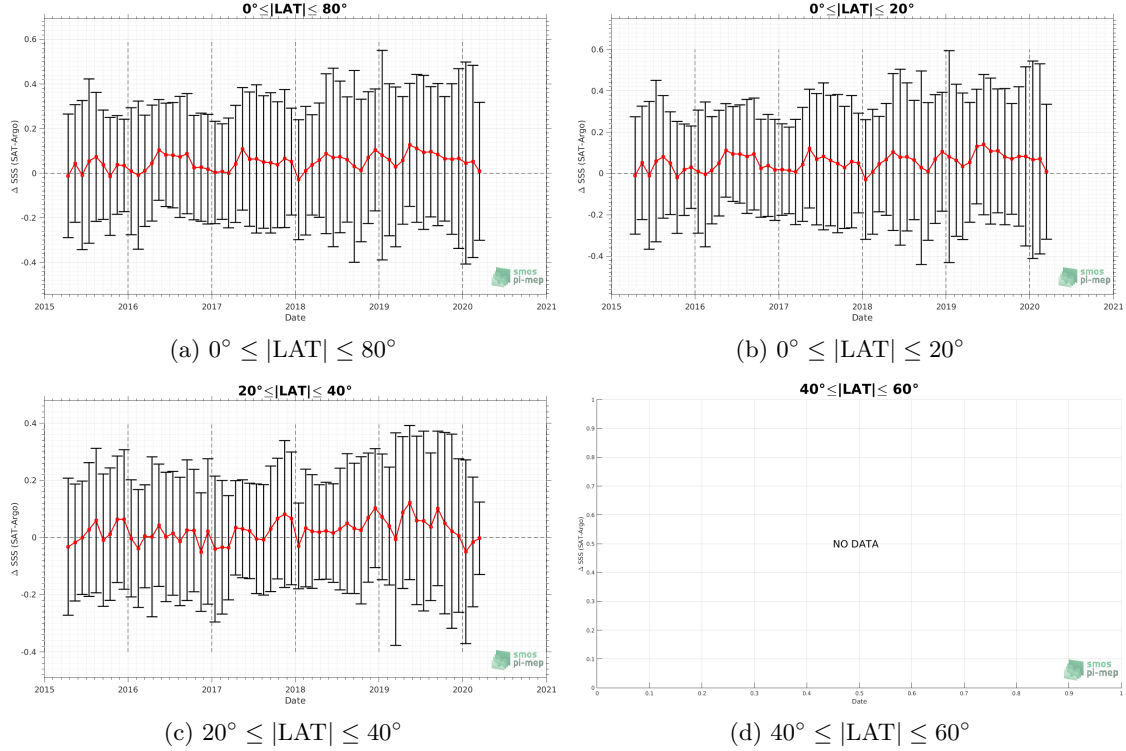 0°≤|LAT|≤ 80°
0.6
0.4
0.2
0
-0.2
-0.4
Δ SSS (SAT-Argo)
2015 2016 2017 2018 2019 2020 2021
Date
smos
pi-mep
(a) 0° ≤ |LAT| ≤ 80°
0°≤|LAT|≤ 20°
0.6
0.4
0.2
0
-0.2
-0.4
Δ SSS (SAT-Argo)
2015 2016 2017 2018 2019 2020 2021
Date
smos
pi-mep
(b) 0° ≤ |LAT| ≤ 20°
20°≤|LAT|≤ 40°
0.4
0.2
0
-0.2
-0.4
Δ SSS (SAT-Argo)
2015 2016 2017 2018 2019 2020 2021
Date
smos
pi-mep
(c) 20° ≤ |LAT| ≤ 40°
40°≤|LAT|≤ 60°
1
0.9
0.8
0.7
0.6
0.5
0.4
0.3
0.2
0.1
0
Δ SSS (SAT-Argo)
NO DATA
0 0.1 0.2 0.3 0.4 0.5 0.6 0.7 0.8 0.9 1
Date
smos
pi-mep
(d) 40° ≤ |LAT| ≤ 60°